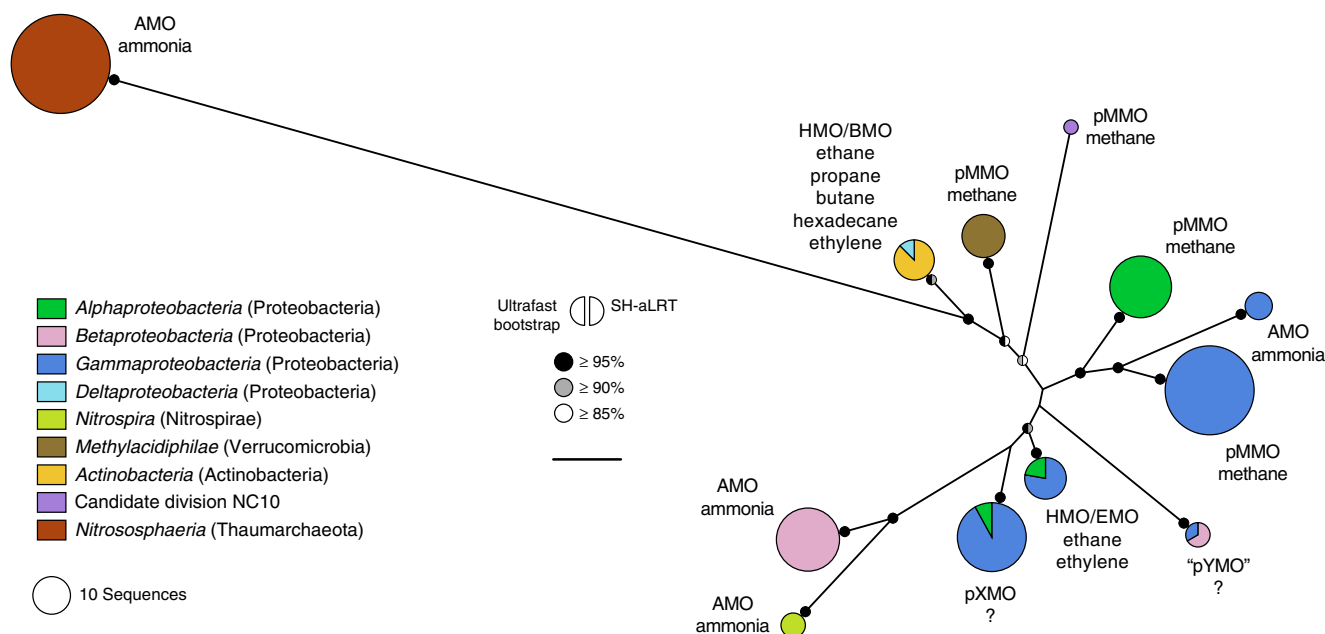 AMO
ammonia
pMMO
methane
HMO/BMO
ethane
propane
butane
hexadecane
ethylene
pMMO
methane
pMMO
methane
AMO
ammonia
pMMO
methane
Ultrafast
bootstrap
SH-aLRT
≥ 95%
≥ 90%
≥ 85%
Alphaproteobacteria (Proteobacteria)
Betaproteobacteria (Proteobacteria)
Gammaproteobacteria (Proteobacteria)
Deltaproteobacteria (Proteobacteria)
Nitrospira (Nitrospirae)
Methylacidiphilae (Verrucomicrobia)
Actinobacteria (Actinobacteria)
Candidate division NC10
Nitrososphaeria (Thaumarchaeota)
10 Sequences
AMO
ammonia
HMO/EMO
ethane
ethylene
"pYMO"
?
pXMO
?
AMO
ammonia